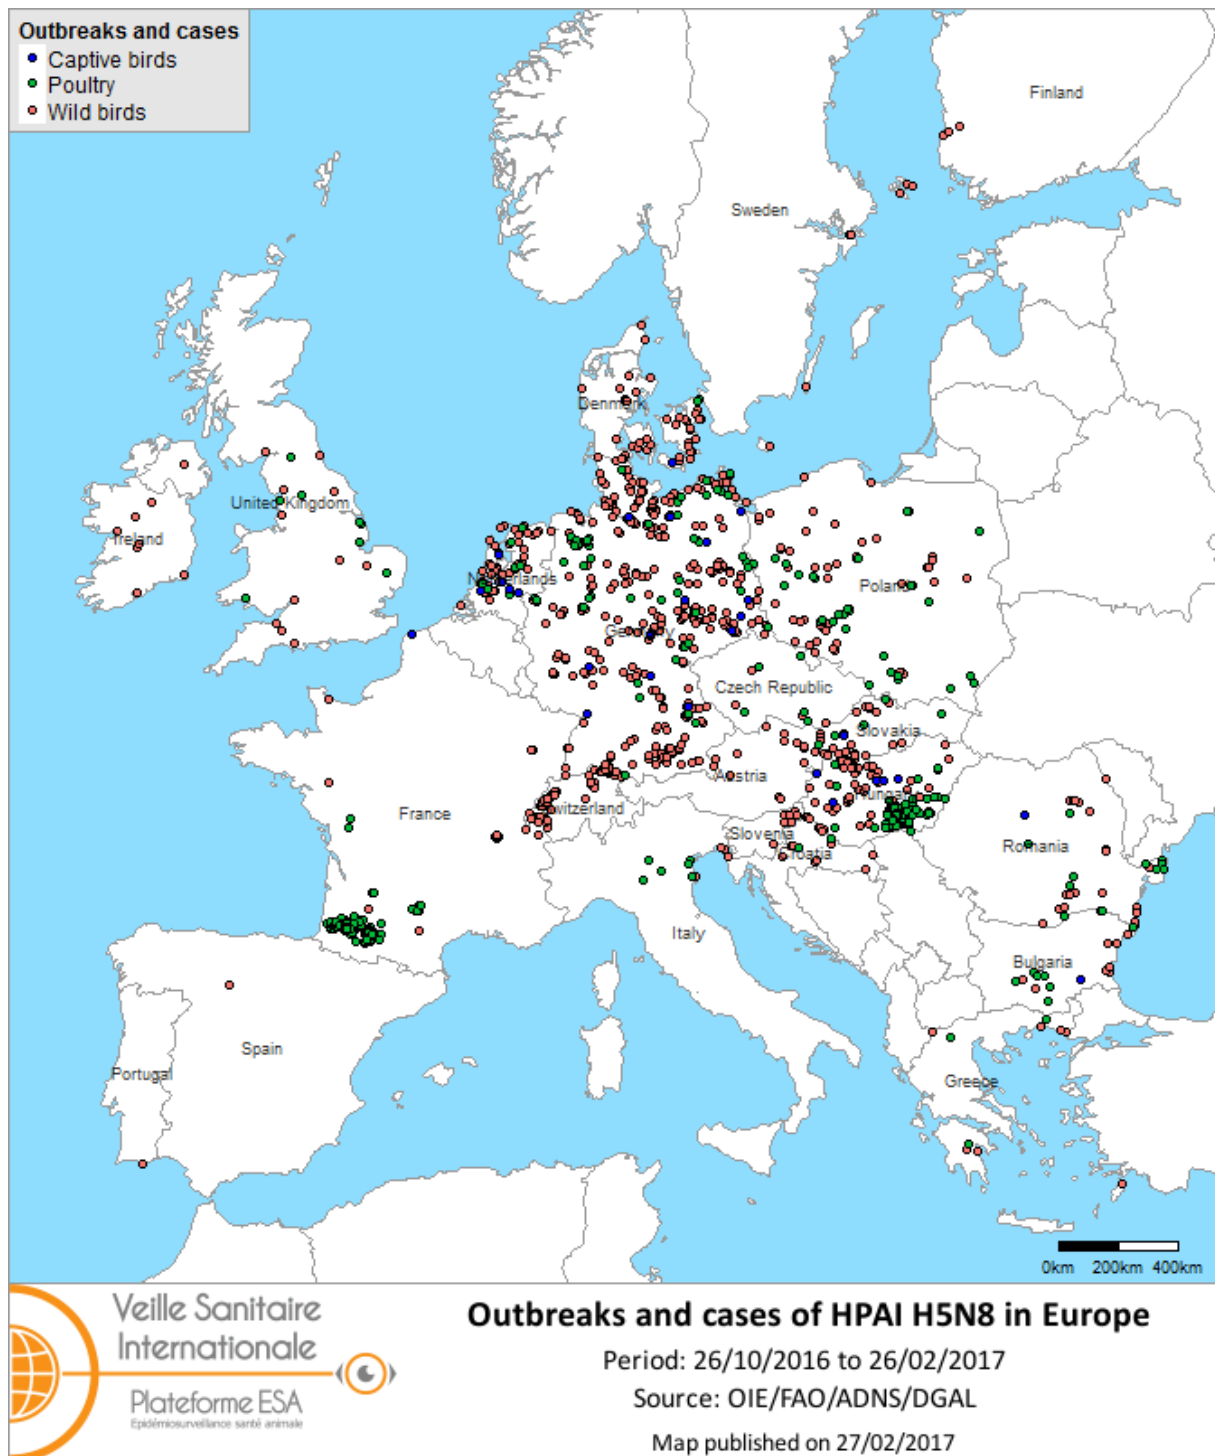 Outbreaks and cases
Captive birds
Poultry
Wild birds
Finland
Sweden
Denmark
United Kingdom
Ireland
Netherlands
Poland
Germany
Czech Republic
Slovakia
Austria
Hungary
France
Switzerland
Slovenia
Croatia
Romania
Italy
Bulgaria
Spain
Portugal
Greece
0km 200km 400km
Veille Sanitaire
Internationale
Plateforme ESA
Epidémiosurveillance santé animale
Outbreaks and cases of HPAI H5N8 in Europe
Period: 26/10/2016 to 26/02/2017
Source: OIE/FAO/ADNS/DGAL
Map published on 27/02/2017